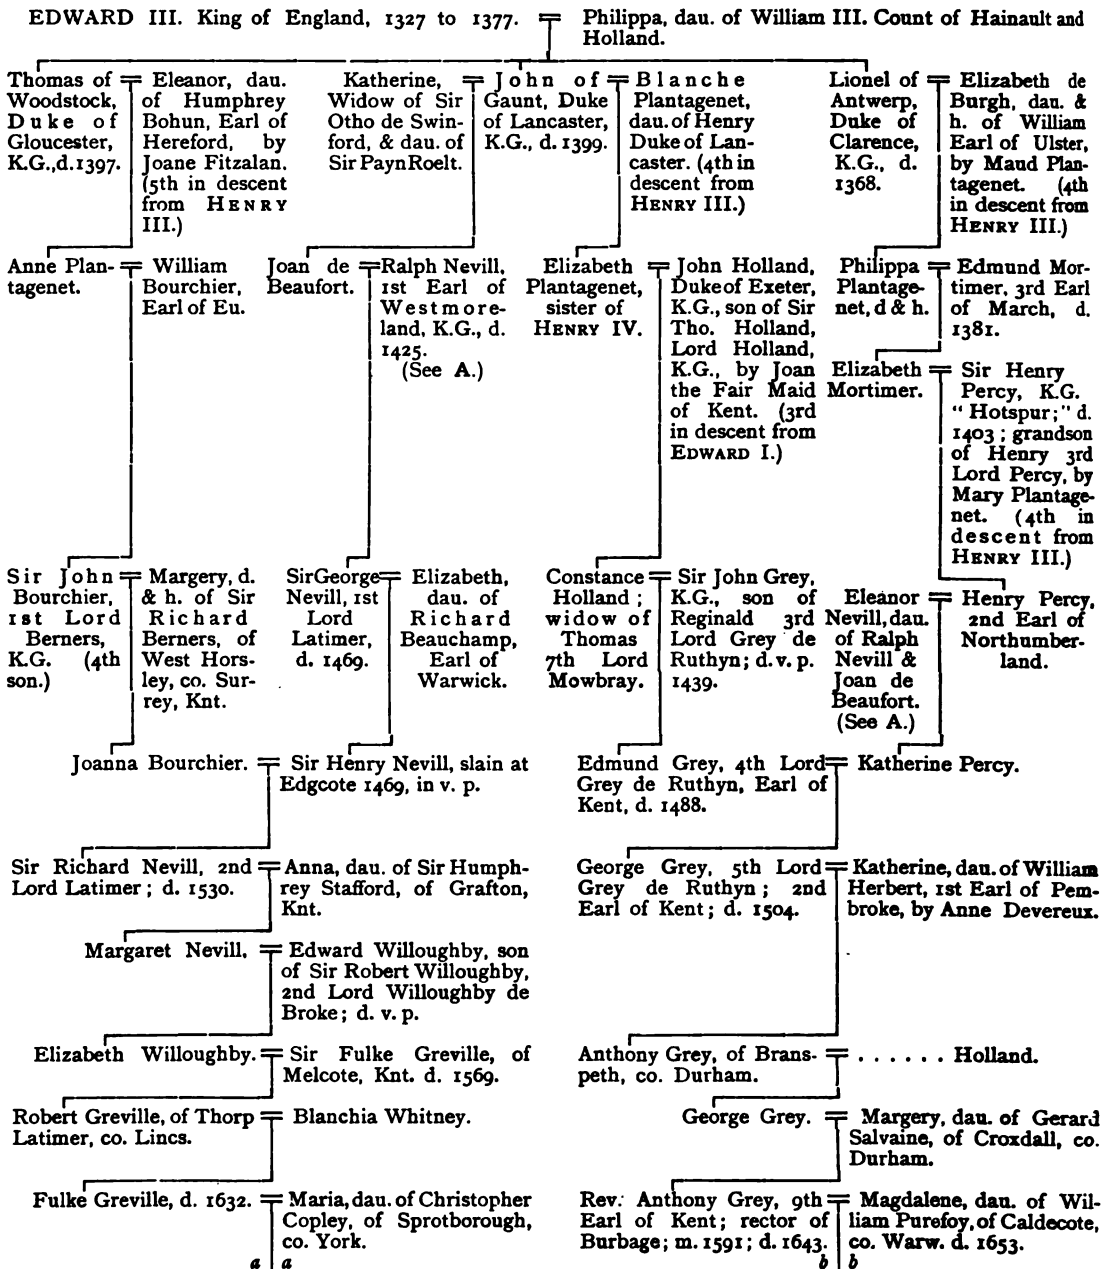 EDWARD III. King of England, 1327 to 1377. = Philippa, dau. of William III. Count of Hainault and
Holland.
Thomas of
Woodstock,
Duke of
Gloucester,
K.G., d. 1397.
= Eleanor, dau.
of Humphrey
Bohun, Earl of
Hereford, by
Joane Fitzalan.
(5th in descent
from HENRY
III.)
Katherine,
Widow of Sir
Otho de Swin-
ford, & dau. of
Sir Payn Roelt.
= John of
Gaunt, Duke
of Lancaster,
K.G., d. 1399.
= Blanche
Plantagenet,
dau. of Henry
Duke of Lan-
caster. (4th in
descent from
HENRY III.)
Lionel of
Antwerp,
Duke of
Clarence,
K.G., d.
1368.
= Elizabeth de
Burgh, dau. &
h. of William
Earl of Ulster,
by Maud Plan-
tagenet. (4th
in descent from
HENRY III.)
Anne Plan-
tagenet.
= William
Bourchier,
Earl of Eu.
Joan de
Beaufort.
= Ralph Nevill,
1st Earl of
Westmore-
land, K.G., d.
1425.
(See A.)
Elizabeth
Plantagenet,
sister of
HENRY IV.
= John Holland,
Duke of Exeter,
K.G., son of Sir
Tho. Holland,
Lord Holland,
K.G., by Joan
the Fair Maid
of Kent. (3rd
in descent from
EDWARD I.)
Philippa
Plantage-
net, d & h.
= Edmund Mor-
timer, 3rd Earl
of March, d.
1381.
Elizabeth
Mortimer.
= Sir Henry
Percy, K.G.
"Hotspur;" d.
1403; grandson
of Henry 3rd
Lord Percy, by
Mary Plantage-
net. (4th in
descent from
HENRY III.)
Sir John
Bourchier,
1st Lord
Berners,
K.G. (4th
son.)
= Margery, d.
& h. of Sir
Richard
Berners, of
West Hors-
ley, co. Sur-
rey, Knt.
Sir George
Nevill, 1st
Lord
Latimer,
d. 1469.
= Elizabeth,
dau. of
Richard
Beauchamp,
Earl of
Warwick.
Constance
Holland;
widow of
Thomas
7th Lord
Mowbray.
= Sir John Grey,
K.G., son of
Reginald 3rd
Lord Grey de
Ruthyn; d. v. p.
1439.
Eleanor
Nevill, dau.
of Ralph
Nevill &
Joan de
Beaufort.
(See A.)
= Henry Percy,
2nd Earl of
Northumber-
land.
Joanna Bourchier. = Sir Henry Nevill, slain at
Edgcote 1469, in v. p.
Edmund Grey, 4th Lord
Grey de Ruthyn, Earl of
Kent, d. 1488.
= Katherine Percy.
Sir Richard Nevill, 2nd
Lord Latimer; d. 1530.
= Anna, dau. of Sir Humph-
rey Stafford, of Grafton,
Knt.
George Grey, 5th Lord
Grey de Ruthyn; 2nd
Earl of Kent; d. 1504.
= Katherine, dau. of William
Herbert, 1st Earl of Pem-
broke, by Anne Devereux.
Margaret Nevill. = Edward Willoughby, son
of Sir Robert Willoughby,
2nd Lord Willoughby de
Broke; d. v. p.
Elizabeth Willoughby. = Sir Fulke Greville, of
Melcote, Knt. d. 1569.
Anthony Grey, of Brans-
peth, co. Durham.
= . . . . . . Holland.
Robert Greville, of Thorp
Latimer, co. Lincs.
= Blanchia Whitney.
George Grey. = Margery, dau. of Gerard
Salvaine, of Croxdall, co.
Durham.
Fulke Greville, d. 1632. = Maria, dau. of Christopher
Copley, of Sprotborough,
co. York.
Rev. Anthony Grey, 9th
Earl of Kent; rector of
Burbage; m. 1591; d. 1643.
= Magdalene, dau. of Wil-
liam Purefoy, of Caldecote,
co. Warw. d. 1653.
a a
b b